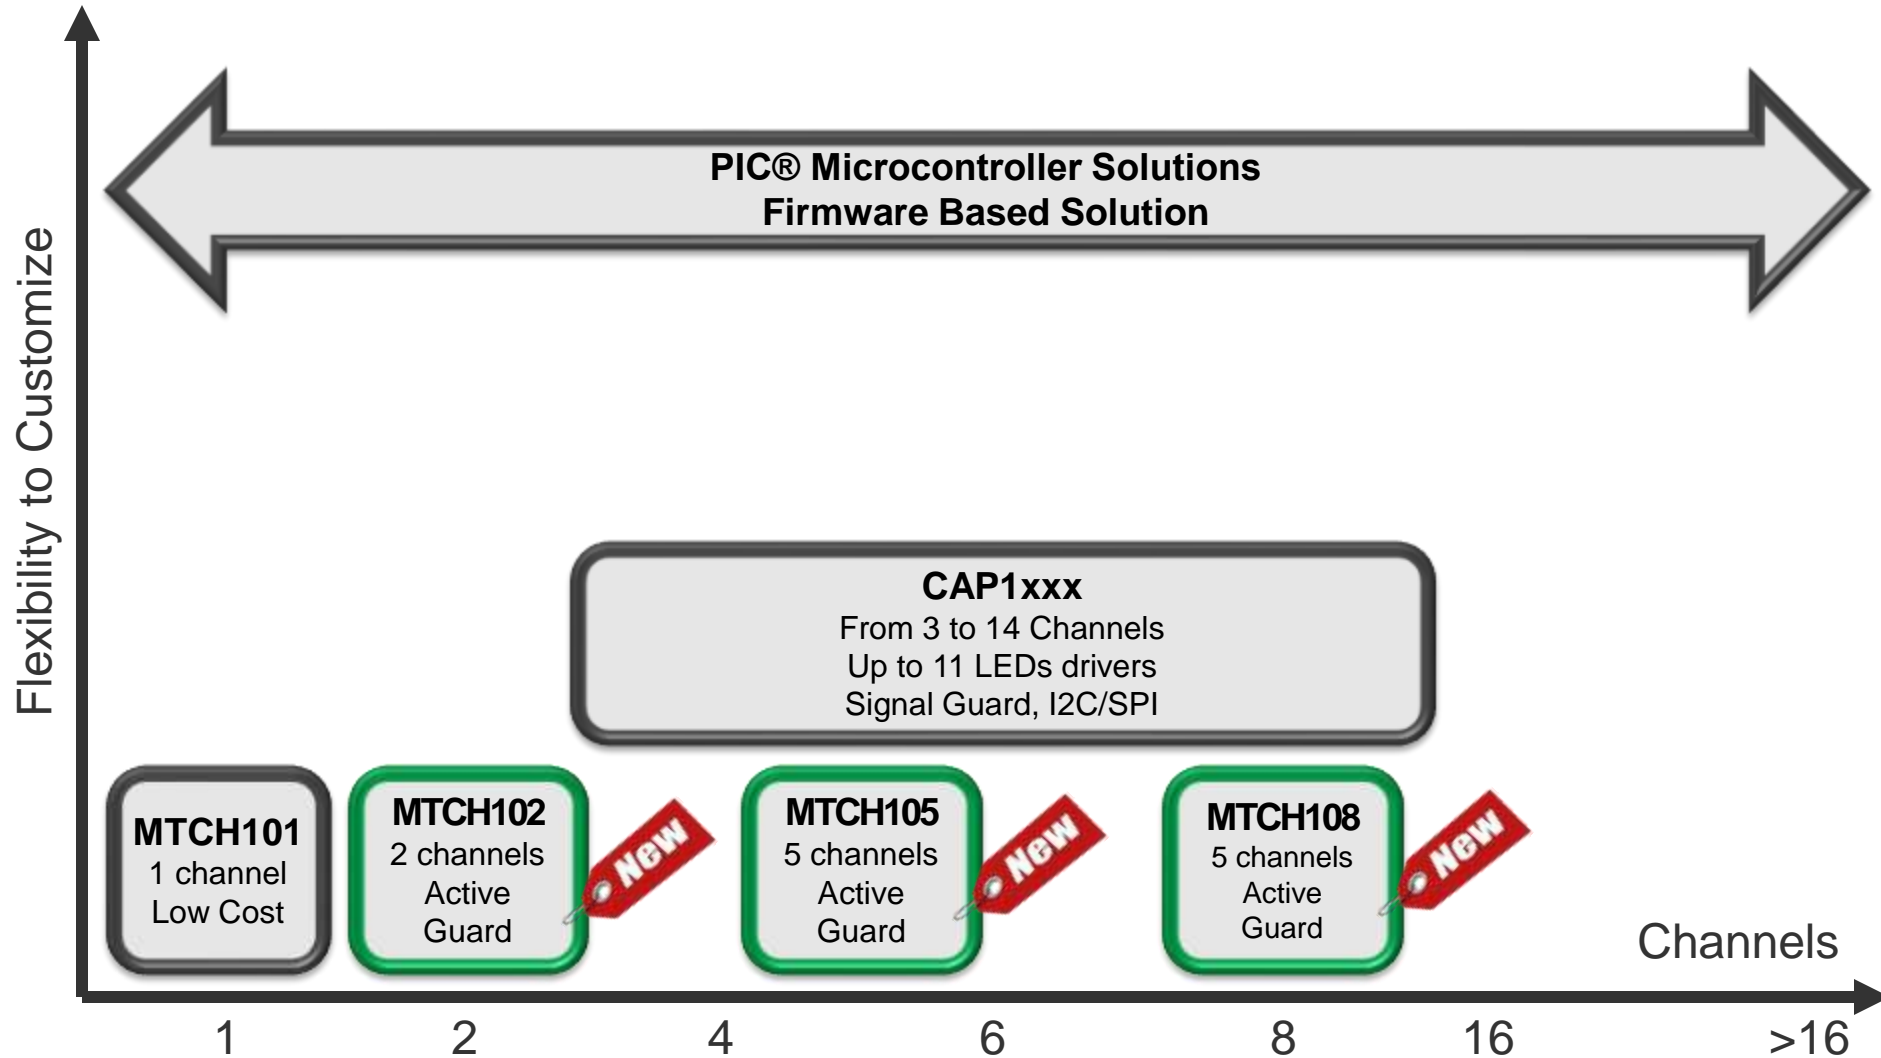 Flexibility to Customize
PIC® Microcontroller Solutions
Firmware Based Solution
CAP1xxx
From 3 to 14 Channels
Up to 11 LEDs drivers
Signal Guard, I2C/SPI
MTCH101
1 channel
Low Cost
MTCH102
2 channels
Active
Guard
New
MTCH105
5 channels
Active
Guard
New
MTCH108
5 channels
Active
Guard
New
Channels
1 2 4 6 8 16 >16